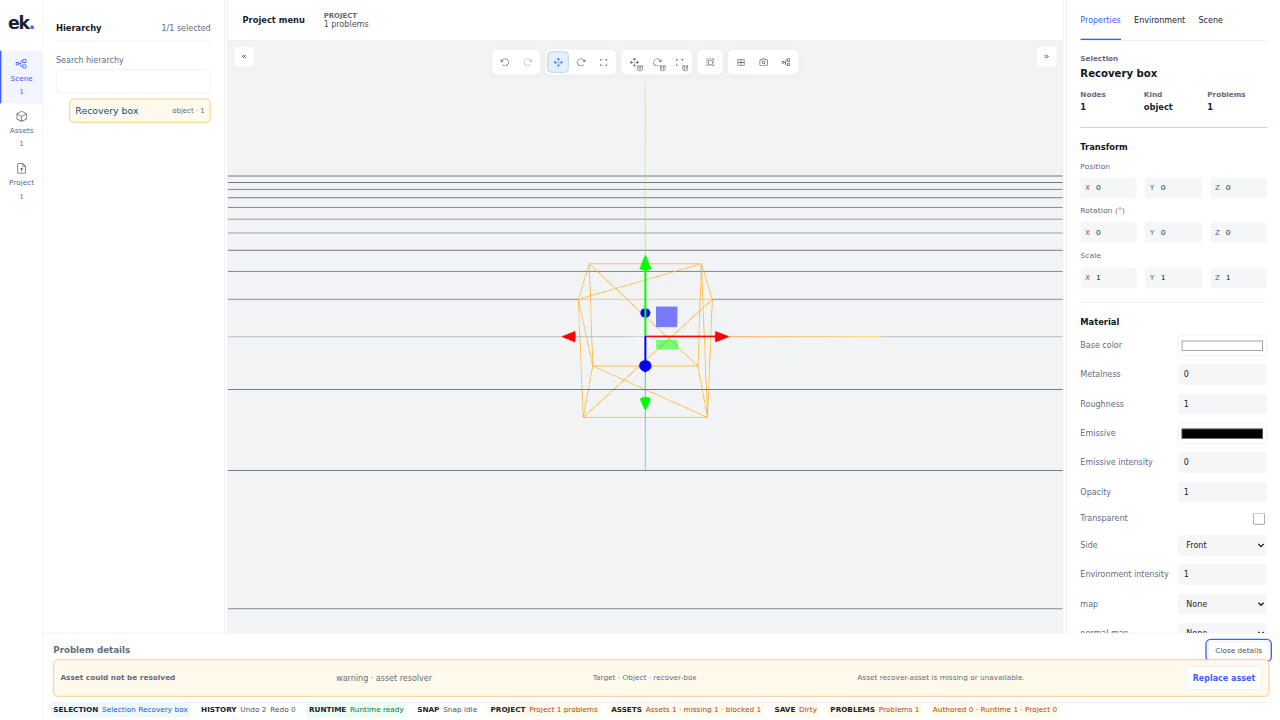 ek.
Scene
1
Assets
1
Project
1
Hierarchy
1/1 selected
Search hierarchy
Recovery box
object · 1
Project menu
PROJECT
1 problems
«
»
Properties
Environment
Scene
Selection
Recovery box
Nodes
Kind
Problems
1
object
1
Transform
Position
X 0
Y 0
Z 0
Rotation (°)
X 0
Y 0
Z 0
Scale
X 1
Y 1
Z 1
Material
Base color
Metalness
0
Roughness
1
Emissive
Emissive intensity
0
Opacity
1
Transparent
Side
Front
Environment intensity
1
map
None
normal map
None
Problem details
Close details
Asset could not be resolved
warning · asset resolver
Target · Object · recover-box
Asset recover-asset is missing or unavailable.
Replace asset
SELECTION Selection Recovery box
HISTORY Undo 2 Redo 0
RUNTIME Runtime ready
SNAP Snap idle
PROJECT Project 1 problems
ASSETS Assets 1 · missing 1 · blocked 1
SAVE Dirty
PROBLEMS Problems 1
Authored 0 · Runtime 1 · Project 0